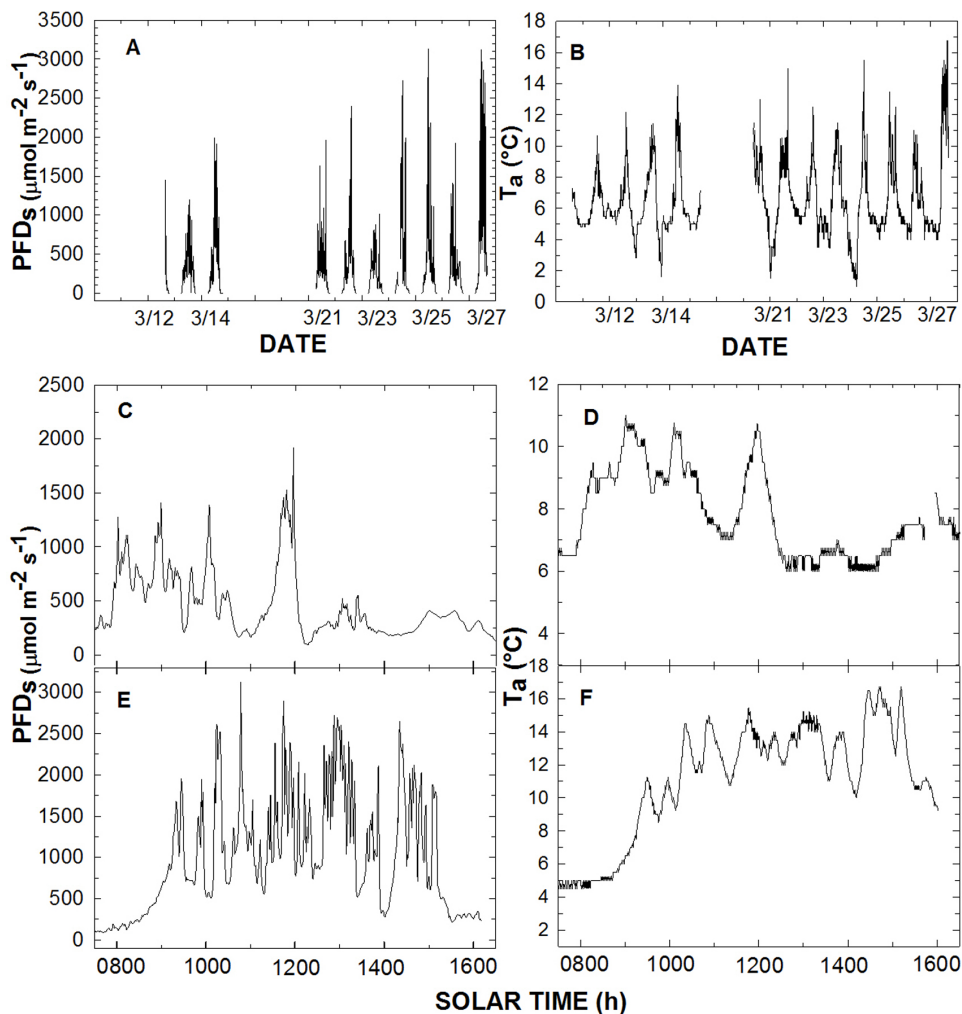 A
PFDs (μmol m-2 s-1)
3500
3000
2500
2000
1500
1000
500
0
3/12 3/14 3/21 3/23 3/25 3/27
DATE
B
Ta (°C)
18
16
14
12
10
8
6
4
2
0
3/12 3/14 3/21 3/23 3/25 3/27
DATE
C
PFDs (μmol m-2 s-1)
2500
2000
1500
1000
500
0
D
Ta (°C)
12
10
8
6
4
E
3000
2500
2000
1500
1000
500
0
0800 1000 1200 1400 1600
F
18
16
14
12
10
8
6
4
2
0800 1000 1200 1400 1600
SOLAR TIME (h)